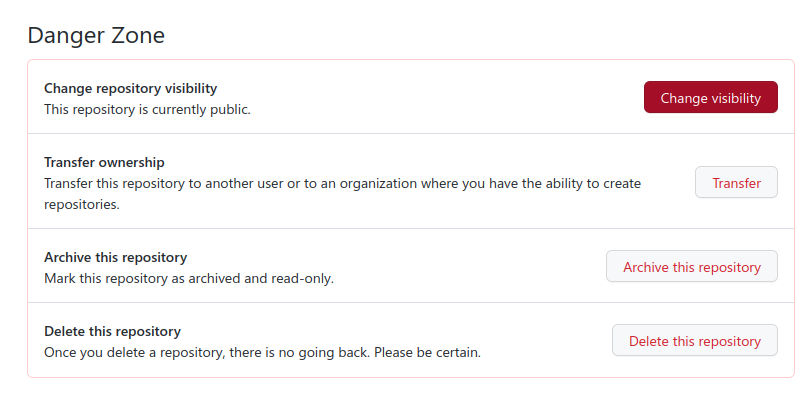 Danger Zone
Change repository visibility
This repository is currently public.
Change visibility
Transfer ownership
Transfer this repository to another user or to an organization where you have the ability to create
repositories.
Transfer
Archive this repository
Mark this repository as archived and read-only.
Archive this repository
Delete this repository
Once you delete a repository, there is no going back. Please be certain.
Delete this repository